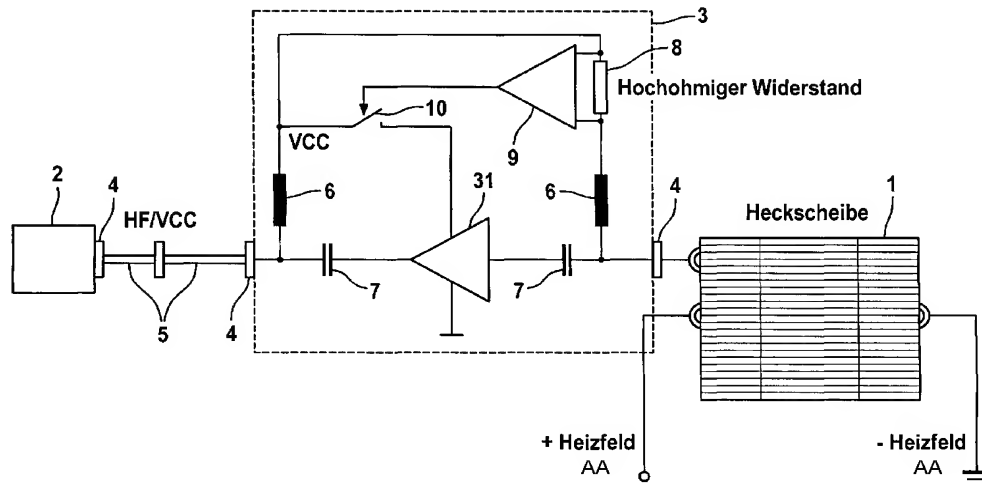 3
8
Hochohmiger Widerstand
10
9
VCC
2
4
HF/VCC
6
31
6
4
1
Heckscheibe
5
4
7
7
+ Heizfeld
AA
- Heizfeld
AA